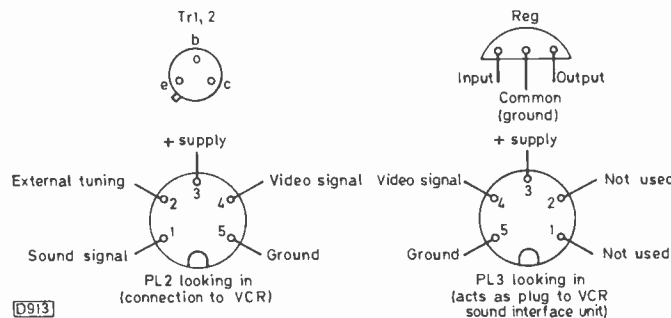 Tr1, 2
b
e
c
Reg
Input
Output
Common
(ground)
+ supply
External tuning
Video signal
3
2
4
1
5
Sound signal
Ground
PL2 looking in
(connection to VCR)
+ supply
Video signal
Not used
3
4
2
5
1
Ground
Not used
PL3 looking in
(acts as plug to VCR
sound interface unit)
D913